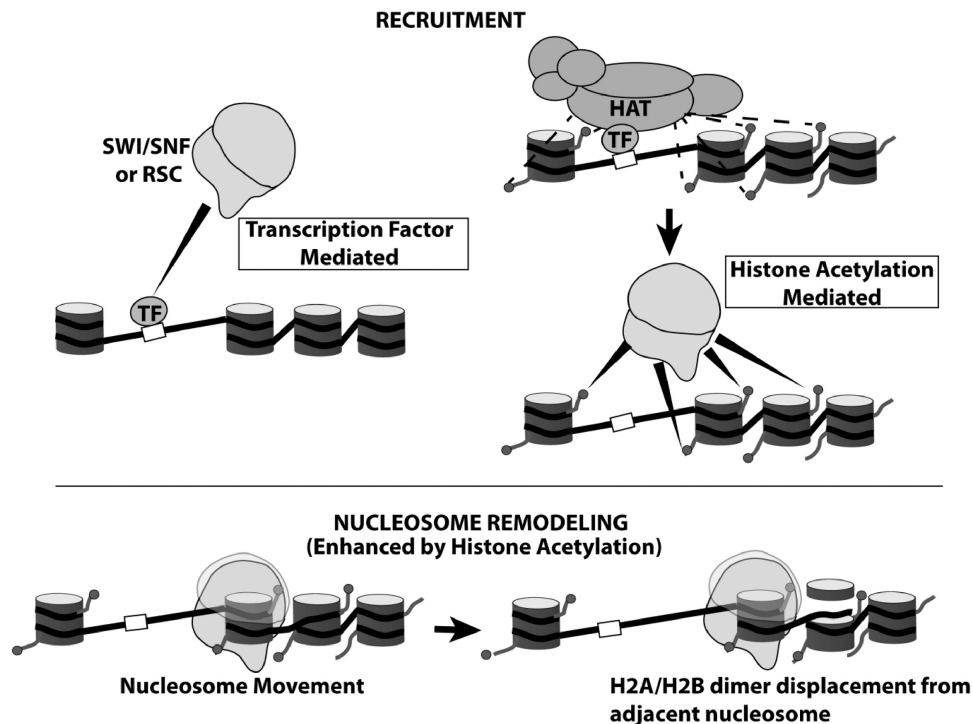 RECRUITMENT
SWI/SNF
or RSC
Transcription Factor
Mediated
TF
HAT
TF
Histone Acetylation
Mediated
NUCLEOSOME REMODELING
(Enhanced by Histone Acetylation)
Nucleosome Movement
H2A/H2B dimer displacement from
adjacent nucleosome